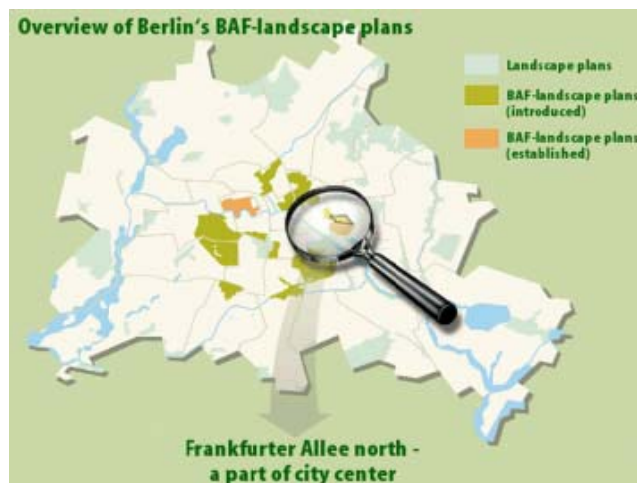 Overview of Berlin's BAF-landscape plans
Landscape plans
BAF-landscape plans
(introduced)
BAF-landscape plans
(established)
Frankfurter Allee north -
a part of city center